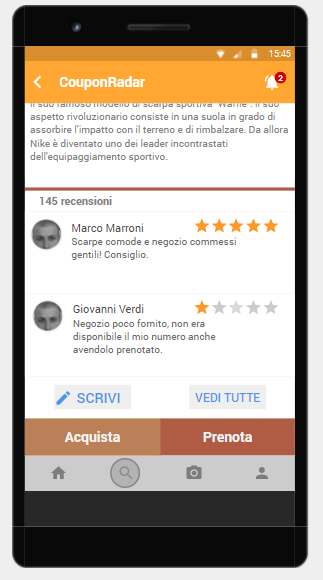 15:45
CouponRadar
2
Il suo famoso modello di scarpa sportiva "Waffle". Il suo
aspetto rivoluzionario consiste in una suola in grado di
assorbire l'impatto con il terreno e di rimbalzare. Da allora
Nike è diventato uno dei leader incontrastati
dell'equipaggiamento sportivo.
145 recensioni
Marco Marroni
Scarpe comode e negozio commessi
gentili! Consiglio.
Giovanni Verdi
Negozio poco fornito, non era
disponibile il mio numero anche
avendolo prenotato.
SCRIVI
VEDI TUTTE
Acquista
Prenota